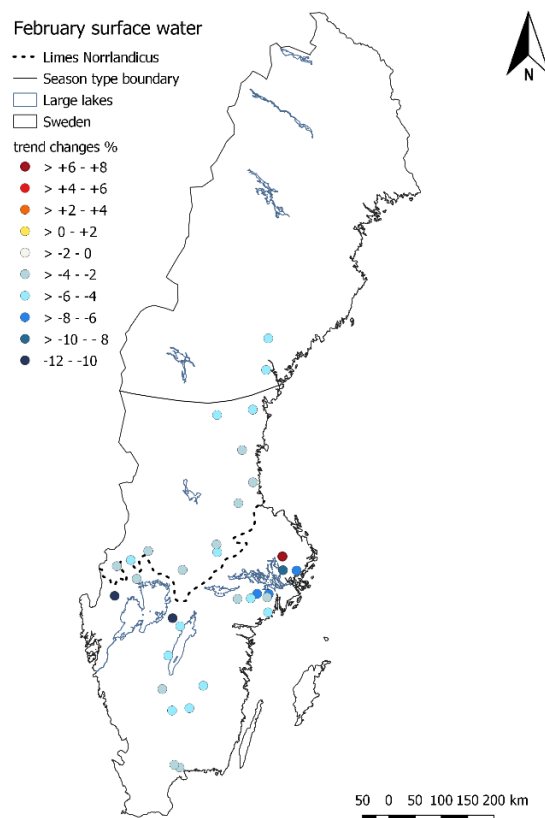 February surface water
Limes Norrlandicus
Season type boundary
Large lakes
Sweden
trend changes %
> +6 - +8
> +4 - +6
> +2 - +4
> 0 - +2
> -2 - 0
> -4 - -2
> -6 - -4
> -8 - -6
> -10 - - 8
-12 - -10
N
50 0 50 100 150 200 km